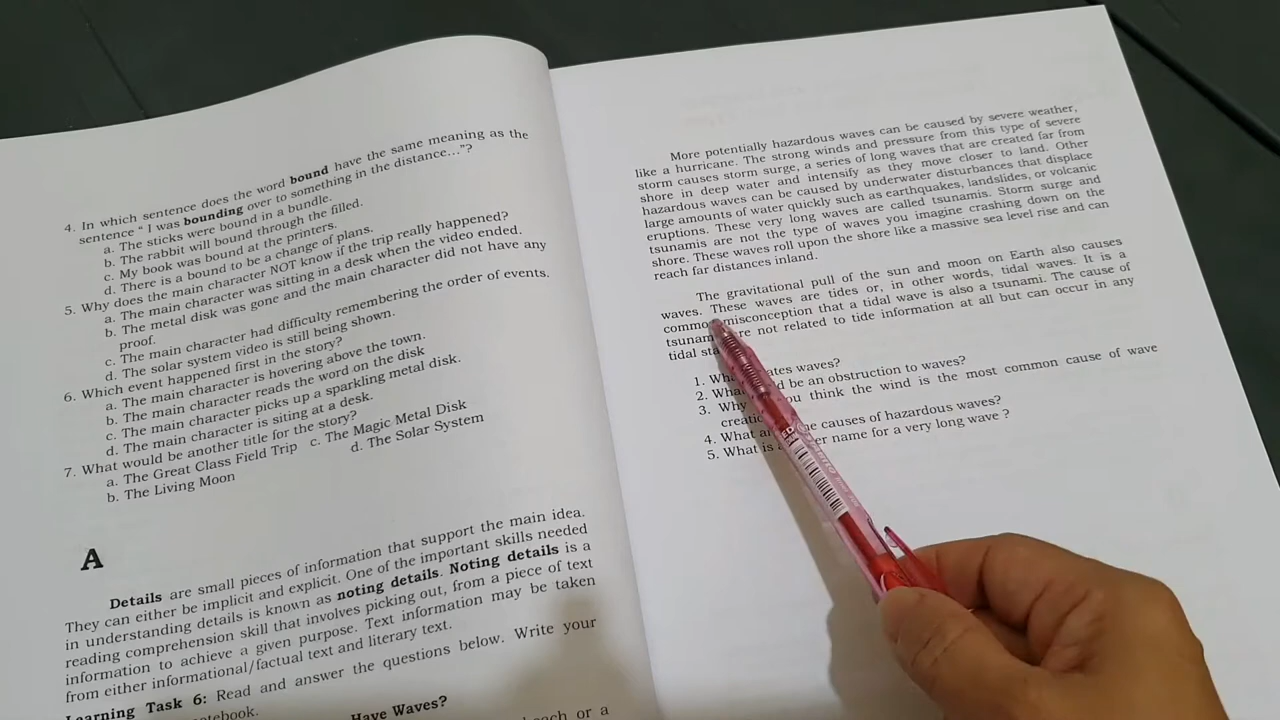 4. In which sentence does the word bound have the same meaning as the
sentence " I was bounding over to something in the distance..."?
a. The sticks were bound in a bundle.
b. The rabbit will bound through the filled.
c. My book was bound at the printers.
d. There is a bound to be a change of plans.
5. Why does the main character NOT know if the trip really happened?
a. The main character was sitting in a desk when the video ended.
b. The metal disk was gone and the main character did not have any
proof.
c. The main character had difficulty remembering the order of events.
d. The solar system video is still being shown.
6. Which event happened first in the story?
a. The main character is hovering above the town.
b. The main character reads the word on the disk
c. The main character picks up a sparkling metal disk.
d. The main character is siting at a desk.
7. What would be another title for the story?
a. The Great Class Field Trip c. The Magic Metal Disk
b. The Living Moon d. The Solar System
A
Details are small pieces of information that support the main idea.
They can either be implicit and explicit. One of the important skills needed
in understanding details is known as noting details. Noting details is a
reading comprehension skill that involves picking out, from a piece of text
information to achieve a given purpose. Text information may be taken
from either informational/factual text and literary text.
Learning Task 6: Read and answer the questions below. Write your
notebook.
Have Waves?
or a
More potentially hazardous waves can be caused by severe weather,
like a hurricane. The strong winds and pressure from this type of severe
storm causes storm surge, a series of long waves that are created far from
shore in deep water and intensify as they move closer to land. Other
hazardous waves can be caused by underwater disturbances that displace
large amounts of water quickly such as earthquakes, landslides, or volcanic
eruptions. These very long waves are called tsunamis. Storm surge and
tsunamis are not the type of waves you imagine crashing down on the
shore. These waves roll upon the shore like a massive sea level rise and can
reach far distances inland.
The gravitational pull of the sun and moon on Earth also causes
waves. These waves are tides or, in other words, tidal waves. It is a
common misconception that a tidal wave is also a tsunami. The cause of
are not related to tide information at all but can occur in any
tidal
1. waves?
2. be an obstruction to waves?
3. Why you think the wind is the most common cause of wave
4. What causes of hazardous waves?
5. What is name for a very long wave ?